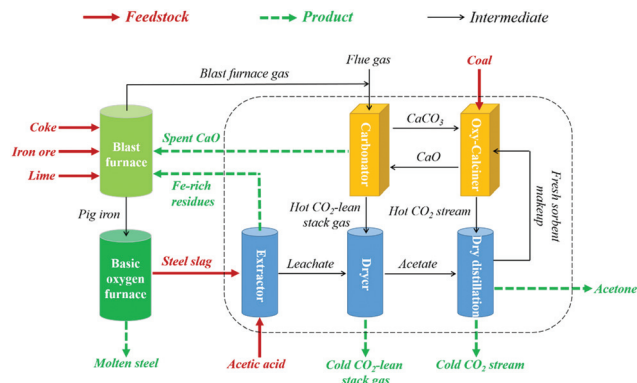 Feedstock
Product
Intermediate
Blast furnace gas
Flue gas
Coal
Coke
Iron ore
Lime
Blast
furnace
Spent CaO
Fe-rich
residues
Carbonator
CaCO₃
CaO
Oxy-Calciner
Fresh sorbent
makeup
Pig iron
Hot CO₂-lean
stack gas
Hot CO₂ stream
Basic
oxygen
furnace
Steel slag
Extractor
Leachate
Dryer
Acetate
Dry distillation
Acetone
Molten steel
Acetic acid
Cold CO₂-lean
stack gas
Cold CO₂ stream